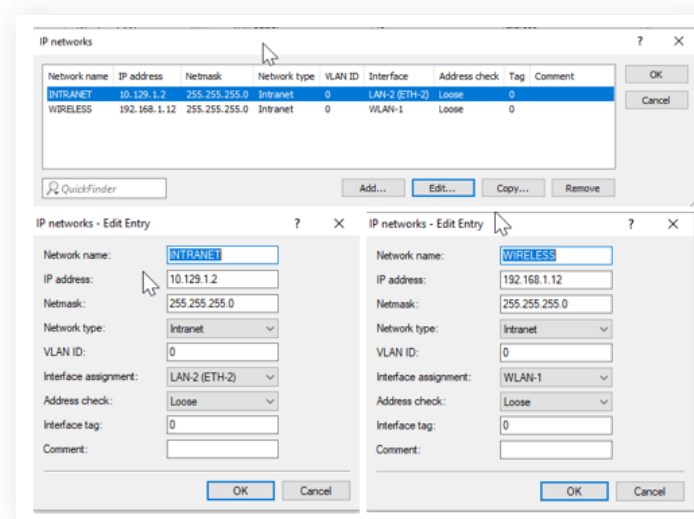 IP networks ? ×
Network name IP address Netmask Network type VLAN ID Interface Address check Tag Comment
INTRANET 10.129.1.2 255.255.255.0 Intranet 0 LAN-2 (ETH-2) Loose 0
WIRELESS 192.168.1.12 255.255.255.0 Intranet 0 WLAN-1 Loose 0
OK
Cancel
QuickFinder
Add... Edit... Copy... Remove
IP networks - Edit Entry ? ×
Network name: INTRANET
IP address: 10.129.1.2
Netmask: 255.255.255.0
Network type: Intranet
VLAN ID: 0
Interface assignment: LAN-2 (ETH-2)
Address check: Loose
Interface tag: 0
Comment:
OK Cancel
IP networks - Edit Entry ? ×
Network name: WIRELESS
IP address: 192.168.1.12
Netmask: 255.255.255.0
Network type: Intranet
VLAN ID: 0
Interface assignment: WLAN-1
Address check: Loose
Interface tag: 0
Comment:
OK Cancel